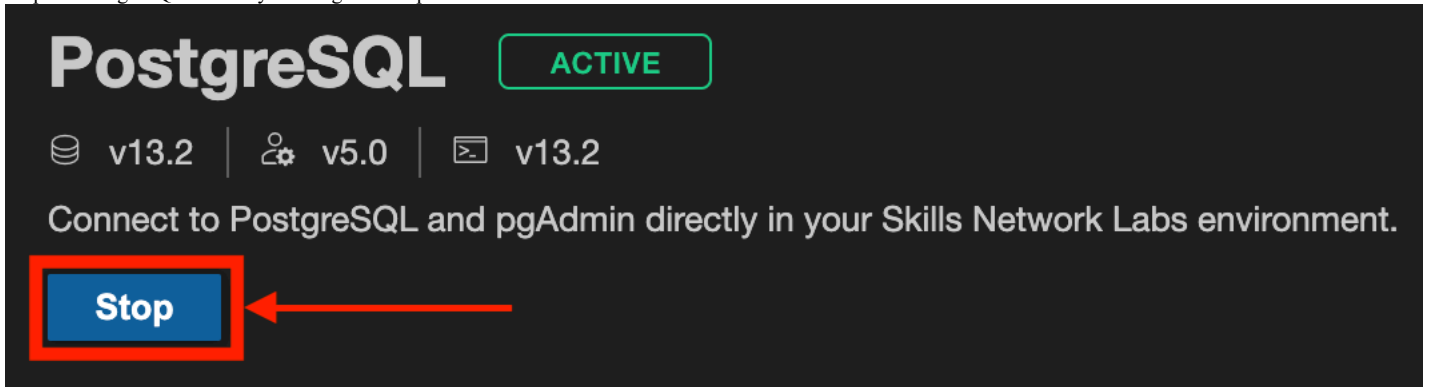 PostgreSQL ACTIVE
v13.2 v5.0 v13.2
Connect to PostgreSQL and pgAdmin directly in your Skills Network Labs environment.
Stop